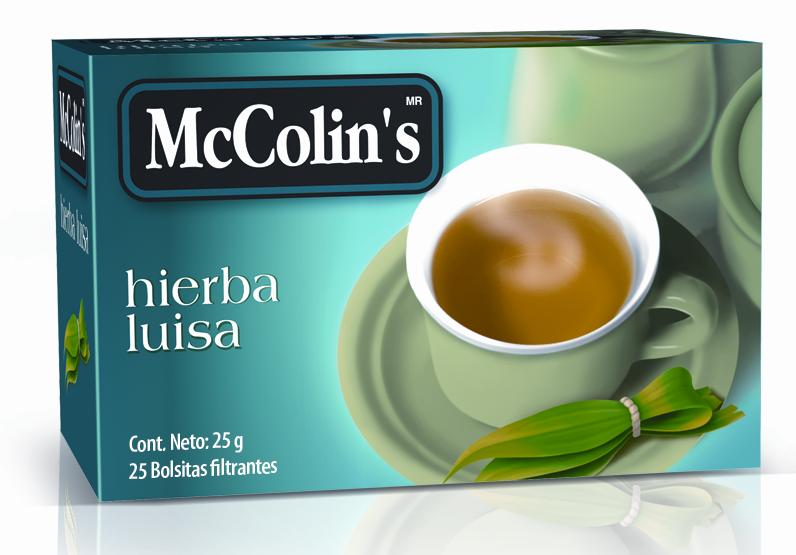 McColin's MR
hierba
luisa
Cont. Neto: 25 g
25 Bolsitas filtrantes
McColin's
hierba luisa